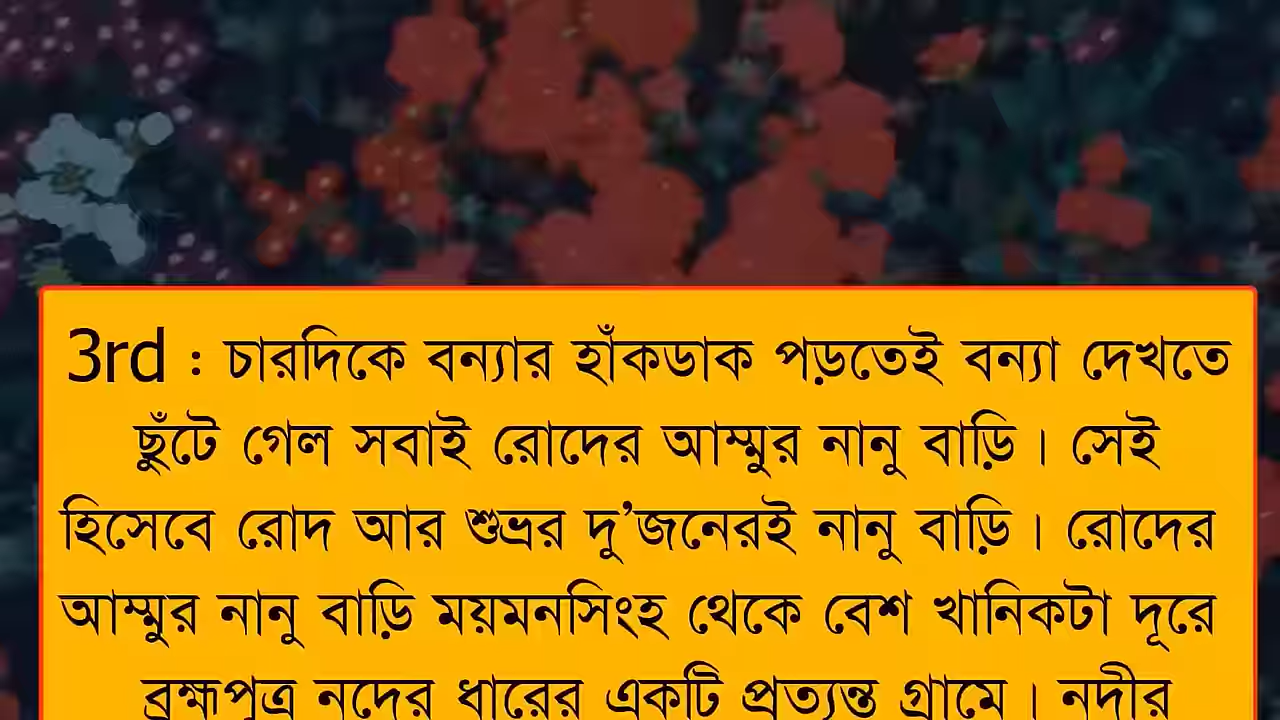 3rd : চারদিকে বন্যার হাঁকডাক পড়তেই বন্যা দেখতে
ছুঁটে গেল সবাই রোদের আম্মুর নানু বাড়ি। সেই
হিসেবে রোদ আর শুভ্রর দু’জনেরই নানু বাড়ি। রোদের
আম্মুর নানু বাড়ি ময়মনসিংহ থেকে বেশ খানিকটা দূরে
ব্রহ্মপুত্র নদের ধারের একটি প্রত্যন্ত গ্রামে। নদীর